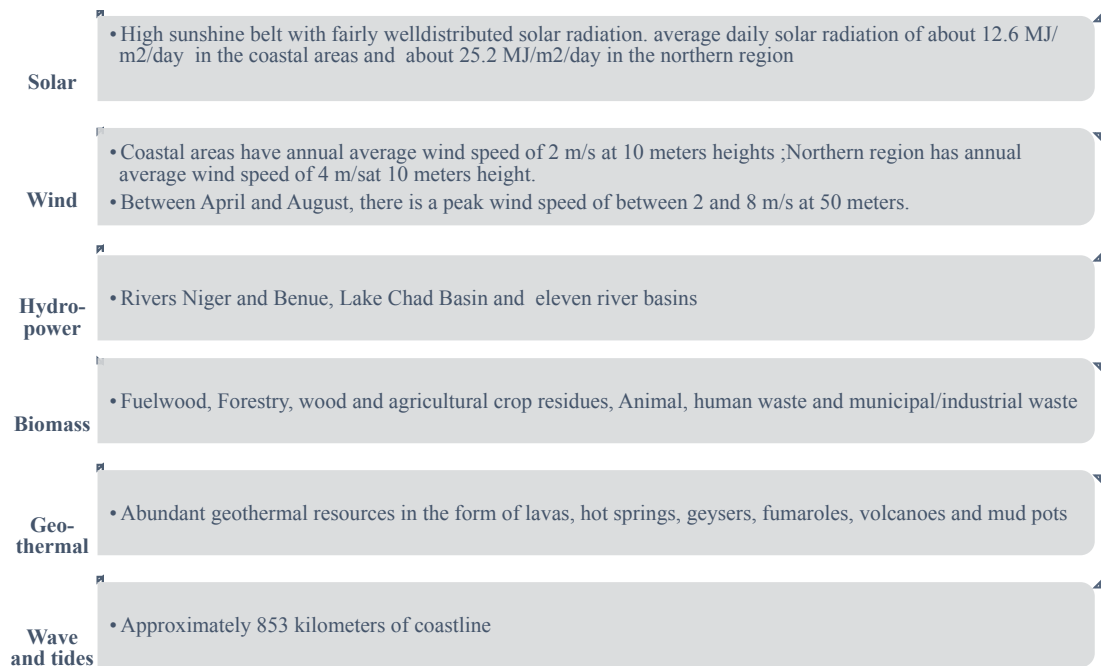 Solar
• High sunshine belt with fairly welldistributed solar radiation. average daily solar radiation of about 12.6 MJ/
m2/day in the coastal areas and about 25.2 MJ/m2/day in the northern region
Wind
• Coastal areas have annual average wind speed of 2 m/s at 10 meters heights ;Northern region has annual
average wind speed of 4 m/sat 10 meters height.
• Between April and August, there is a peak wind speed of between 2 and 8 m/s at 50 meters.
Hydro-
power
• Rivers Niger and Benue, Lake Chad Basin and eleven river basins
Biomass
• Fuelwood, Forestry, wood and agricultural crop residues, Animal, human waste and municipal/industrial waste
Geo-
thermal
• Abundant geothermal resources in the form of lavas, hot springs, geysers, fumaroles, volcanoes and mud pots
Wave
and tides
• Approximately 853 kilometers of coastline